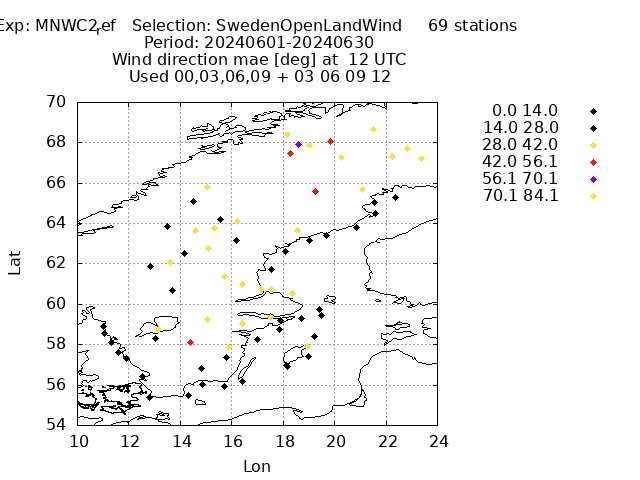 Exp: MNWC2ref Selection: SwedenOpenLandWind 69 stations
Period: 20240601-20240630
Wind direction mae [deg] at 12 UTC
Used 00,03,06,09 + 03 06 09 12
0.0 14.0
14.0 28.0
28.0 42.0
42.0 56.1
56.1 70.1
70.1 84.1
70
68
66
64
62
60
58
56
54
Lat
10 12 14 16 18 20 22 24
Lon